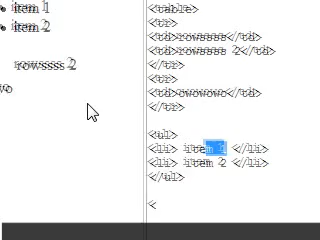 item 1
item 2
rowssss 2
wo
<table>
<tr>
<td>rowssss</td>
<td>rowssss 2</td>
</tr>
<tr>
<td>owowowo</td>
</tr>
<ul>
<li> item 1 </li>
<li> item 2 </li>
</ul>
<